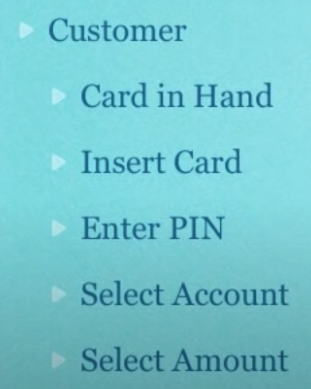 Customer
Card in Hand
Insert Card
Enter PIN
Select Account
Select Amount